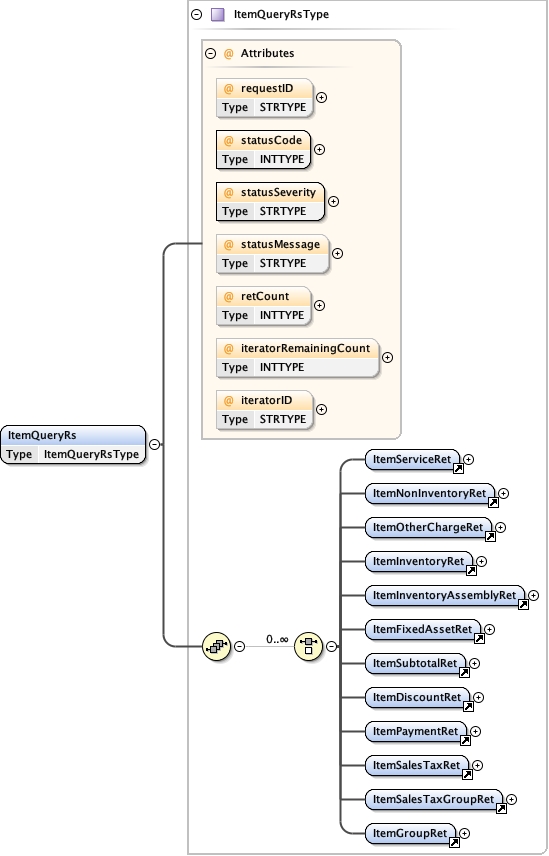 ItemQueryRsType
@ Attributes
@ requestID
Type STRTYPE
@ statusCode
Type INTTYPE
@ statusSeverity
Type STRTYPE
@ statusMessage
Type STRTYPE
@ retCount
Type INTTYPE
@ iteratorRemainingCount
Type INTTYPE
@ iteratorID
Type STRTYPE
ItemQueryRs
Type ItemQueryRsType
0..∞
ItemServiceRet
ItemNonInventoryRet
ItemOtherChargeRet
ItemInventoryRet
ItemInventoryAssemblyRet
ItemFixedAssetRet
ItemSubtotalRet
ItemDiscountRet
ItemPaymentRet
ItemSalesTaxRet
ItemSalesTaxGroupRet
ItemGroupRet